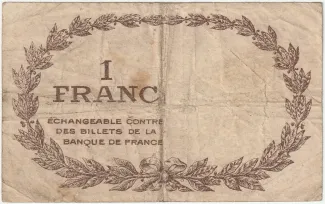 1
FRANC
ÉCHANGEABLE CONTRE
DES BILLETS DE LA
BANQUE DE FRANCE